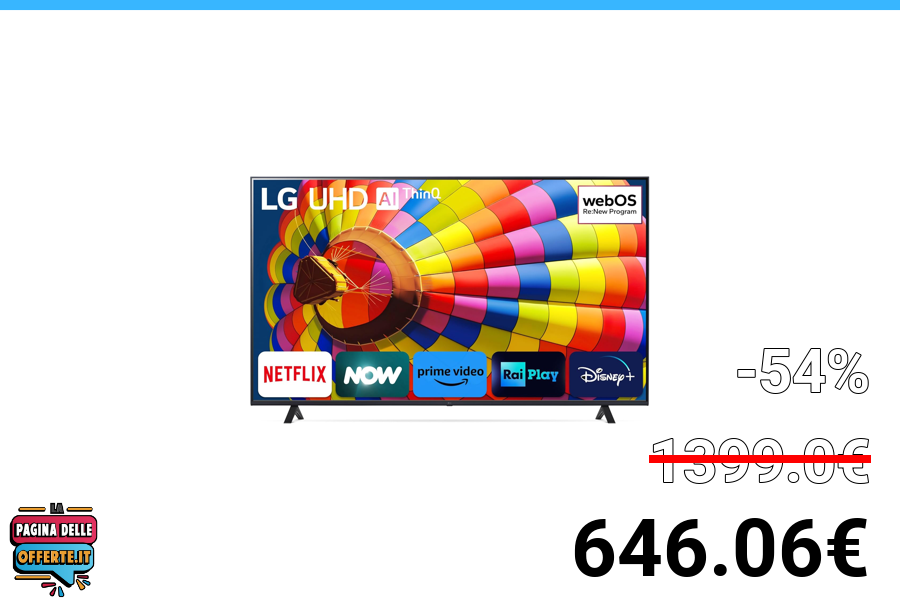 LG UHD AI ThinQ
webOS
Re:New Program
NETFLIX
NOW
prime video
Rai Play
Disney+
-54%
1399.0€
646.06€
LA
PAGINA DELLE
OFFERTE.IT